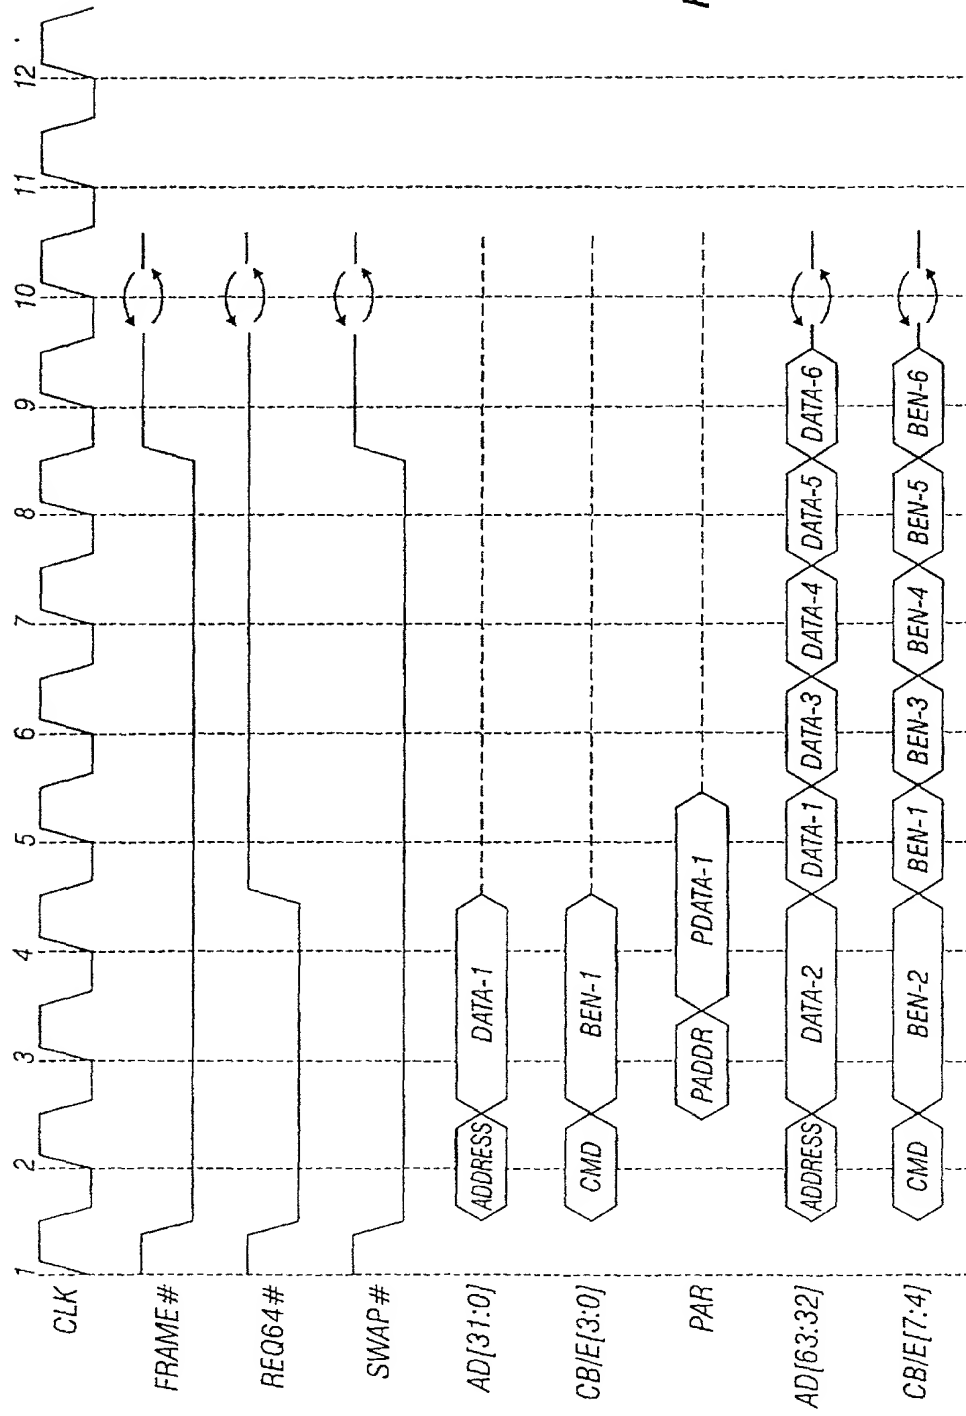 1 2 3 4 5 6 7 8 9 10 11 12
CLK
FRAME#
REQ64#
SWAP#
AD[31:0] ADDRESS DATA-1
CB/E[3:0] CMD BEN-1
PAR PADDR PDATA-1
AD[63:32] ADDRESS DATA-2 DATA-1 DATA-3 DATA-4 DATA-5 DATA-6
CB/E[7:4] CMD BEN-2 BEN-1 BEN-3 BEN-4 BEN-5 BEN-6